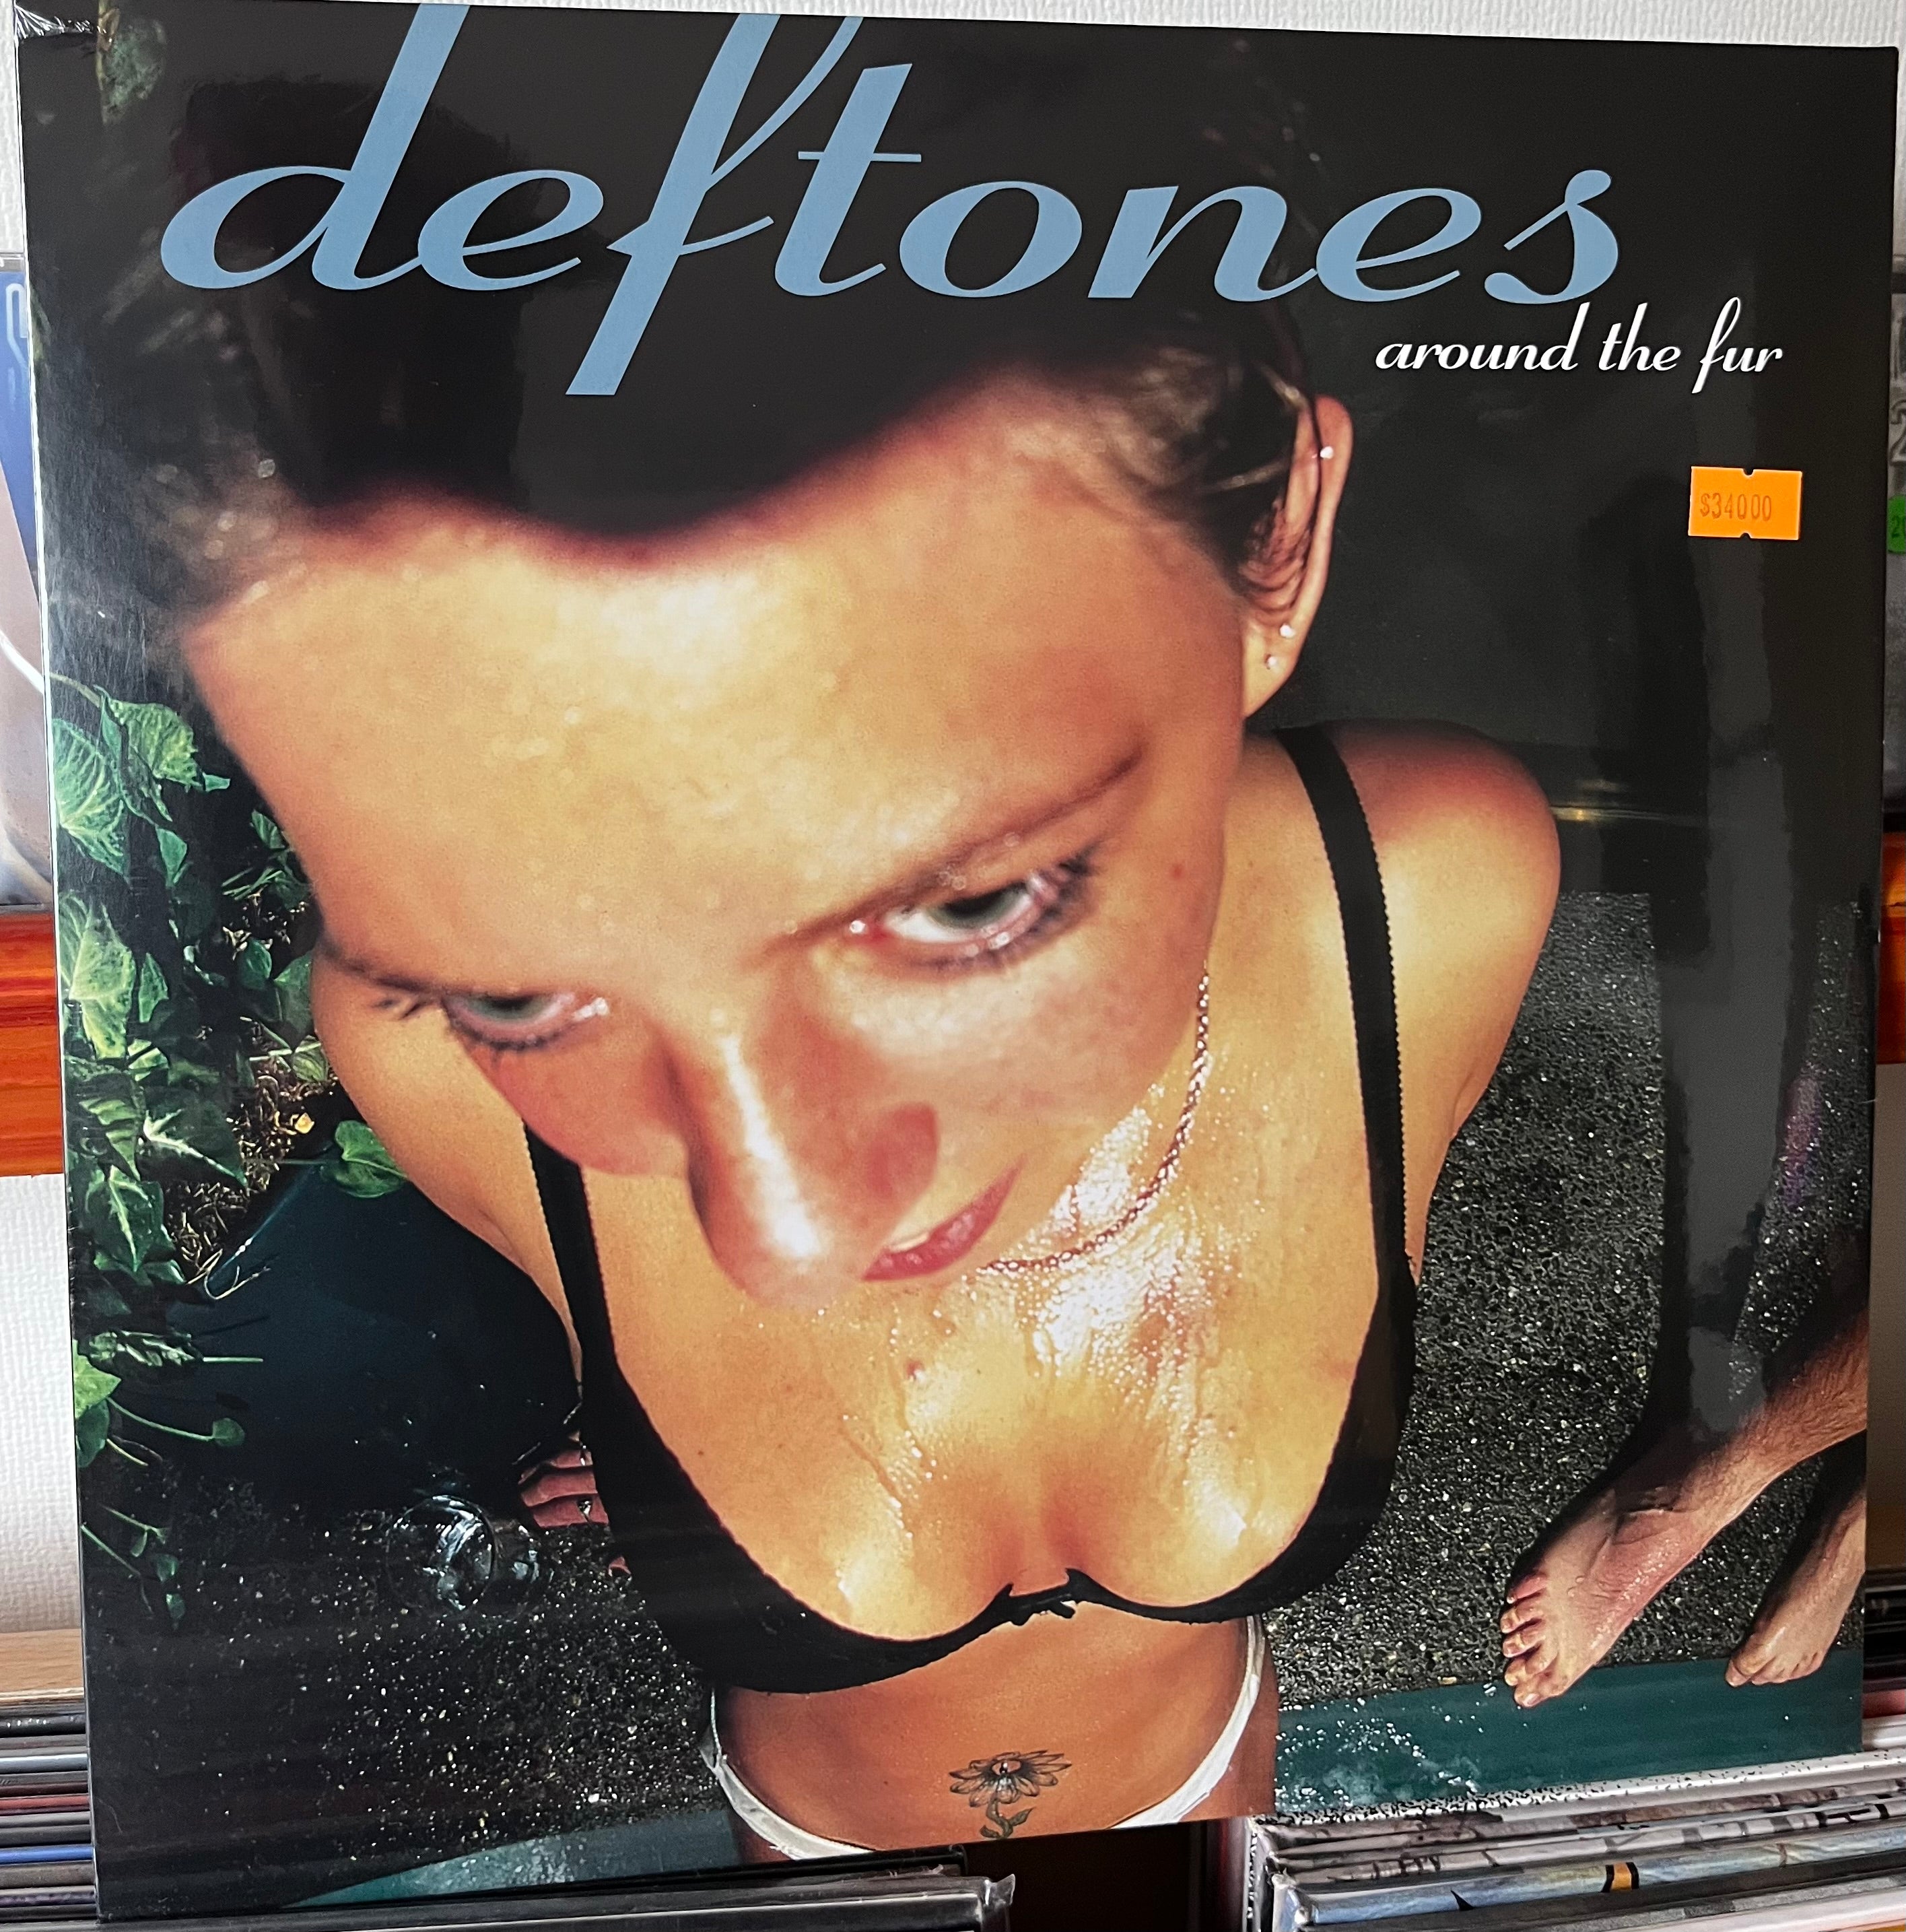 deftones
around the fur
$34000